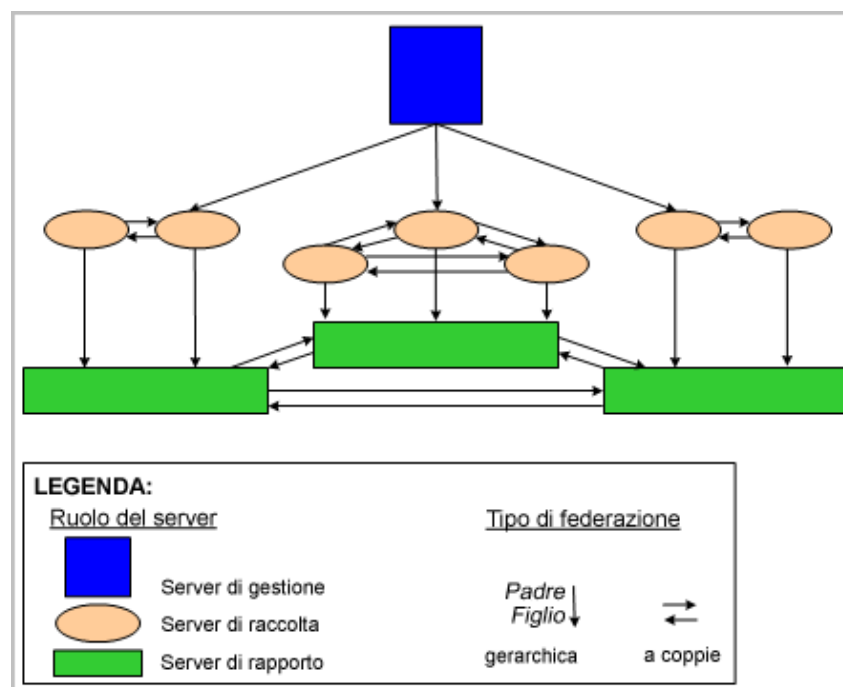 LEGENDA:
Ruolo del server
Tipo di federazione
Server di gestione
Padre
Figlio
Server di raccolta
gerarchica
a coppie
Server di rapporto